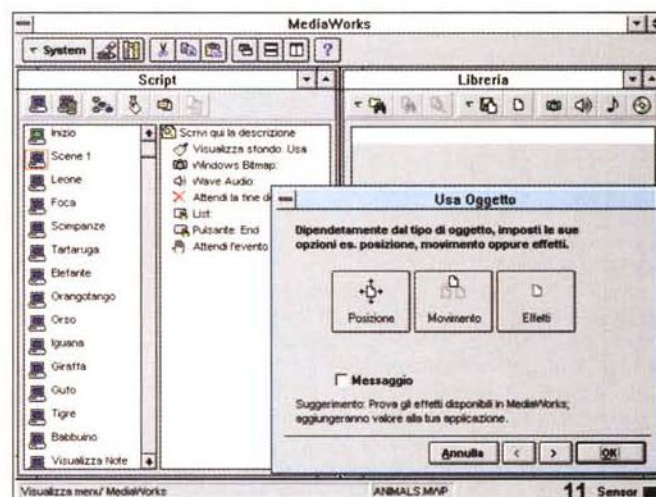 MediaWorks
System
?
Script
Libreria
Inizio
Scene 1
Leone
Foca
Scimpanze
Tartaruga
Elefante
Orangotango
Orso
Iguana
Giraffa
Gufo
Tigre
Babbuino
Visualizza Note
Scrivi qui la descrizione
Visualizza sfondo: Usa
Windows Bitmap:
Wave Audio:
Attendi la fine de
List:
Pulsante: End
Attendi l'evento
Usa Oggetto
Dipendetamente dal tipo di oggetto, imposti le sue
opzioni es. posizione, movimento oppure effetti.
Posizione
Movimento
Effetti
Messaggio
Suggerimento: Prova gli effetti disponibili in MediaWorks;
aggiungeranno valore alla tua applicazione.
Annulla
<
>
OK
Visualizza menu' MediaWorks
ANIMALS.MWP
11
Sensor